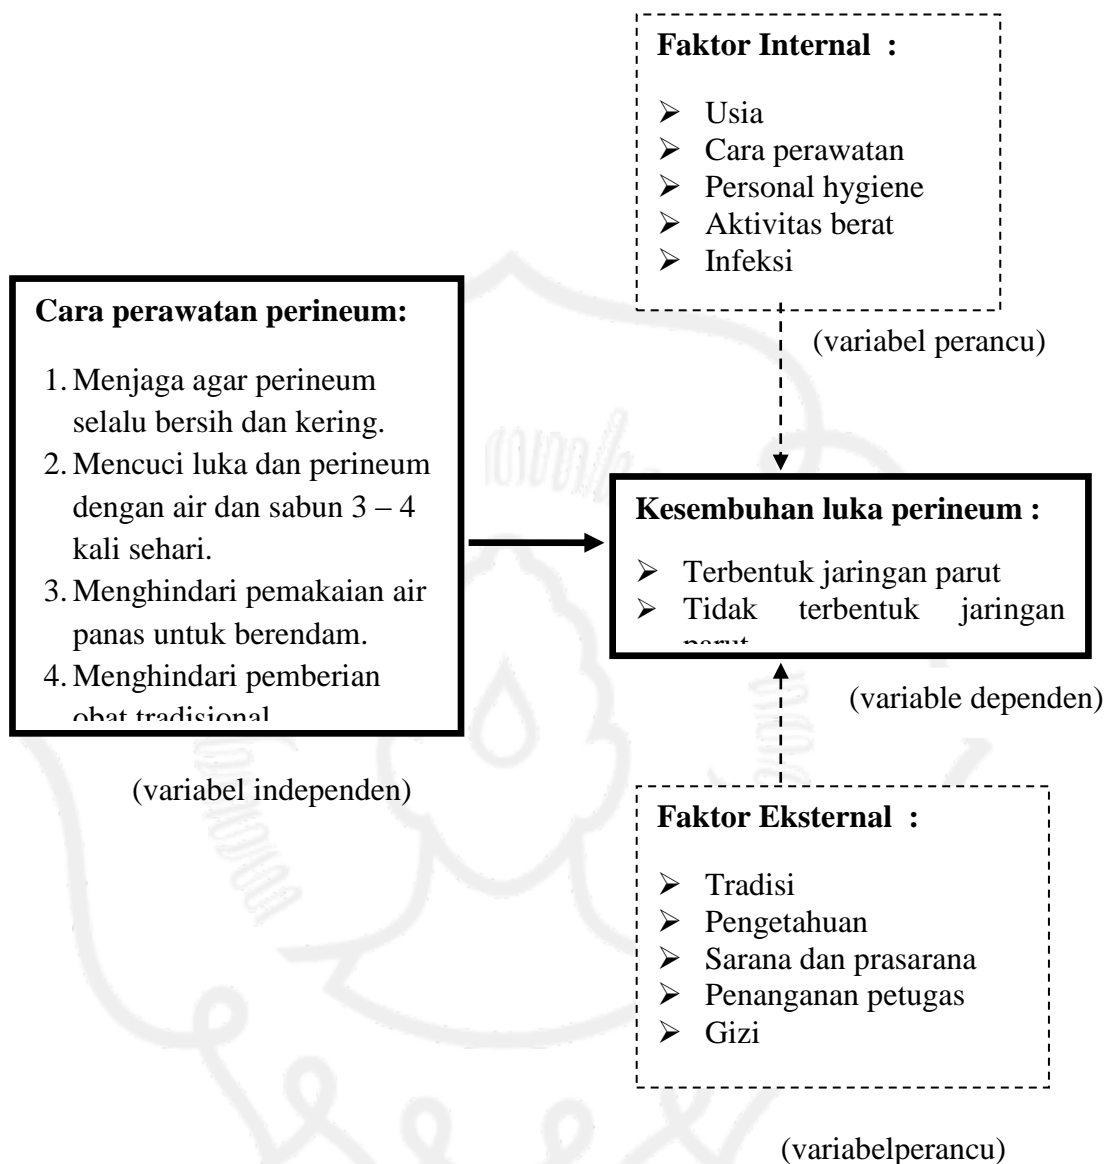 Faktor Internal :
➢ Usia
➢ Cara perawatan
➢ Personal hygiene
➢ Aktivitas berat
➢ Infeksi
(variabel perancu)
Cara perawatan perineum:
1. Menjaga agar perineum
selalu bersih dan kering.
2. Mencuci luka dan perineum
dengan air dan sabun 3 – 4
kali sehari.
3. Menghindari pemakaian air
panas untuk berendam.
4. Menghindari pemberian
obat tradisional
(variabel independen)
Kesembuhan luka perineum :
➢ Terbentuk jaringan parut
➢ Tidak terbentuk jaringan
parut
(variable dependen)
Faktor Eksternal :
➢ Tradisi
➢ Pengetahuan
➢ Sarana dan prasarana
➢ Penanganan petugas
➢ Gizi
(variabelperancu)